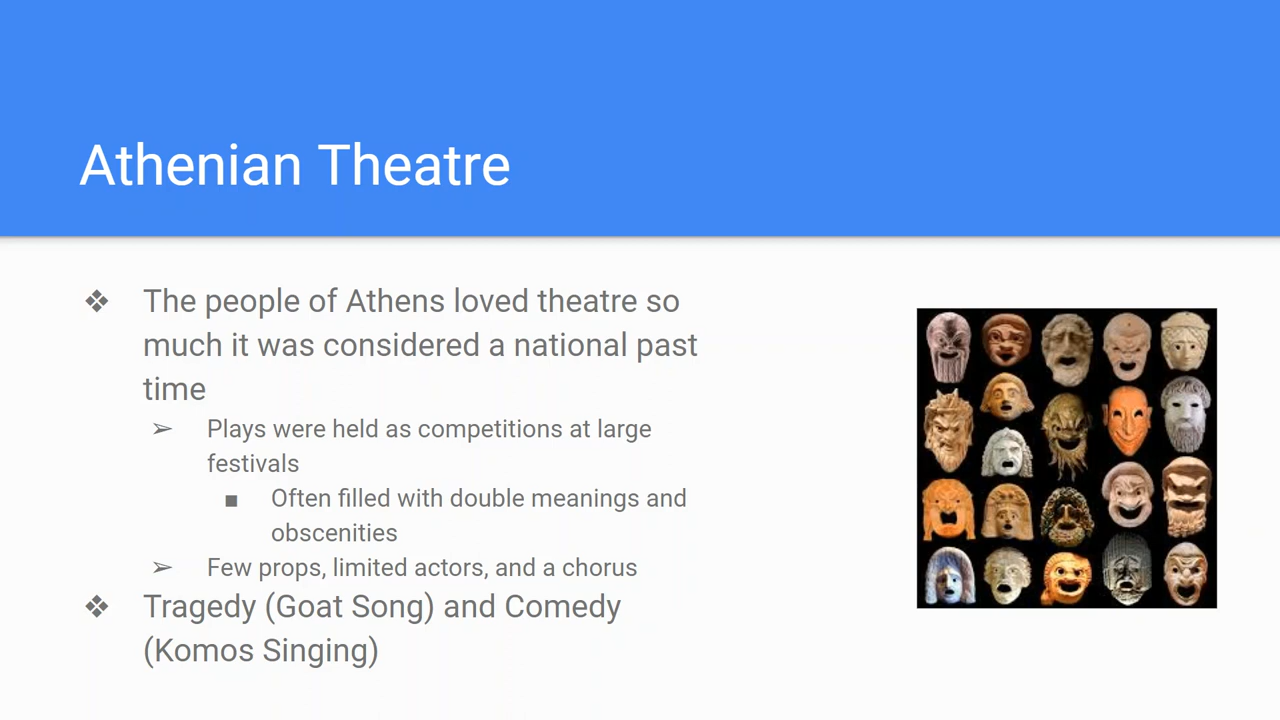 Athenian Theatre
❖ The people of Athens loved theatre so
much it was considered a national past
time
➢ Plays were held as competitions at large
festivals
■ Often filled with double meanings and
obscenities
➢ Few props, limited actors, and a chorus
❖ Tragedy (Goat Song) and Comedy
(Komos Singing)